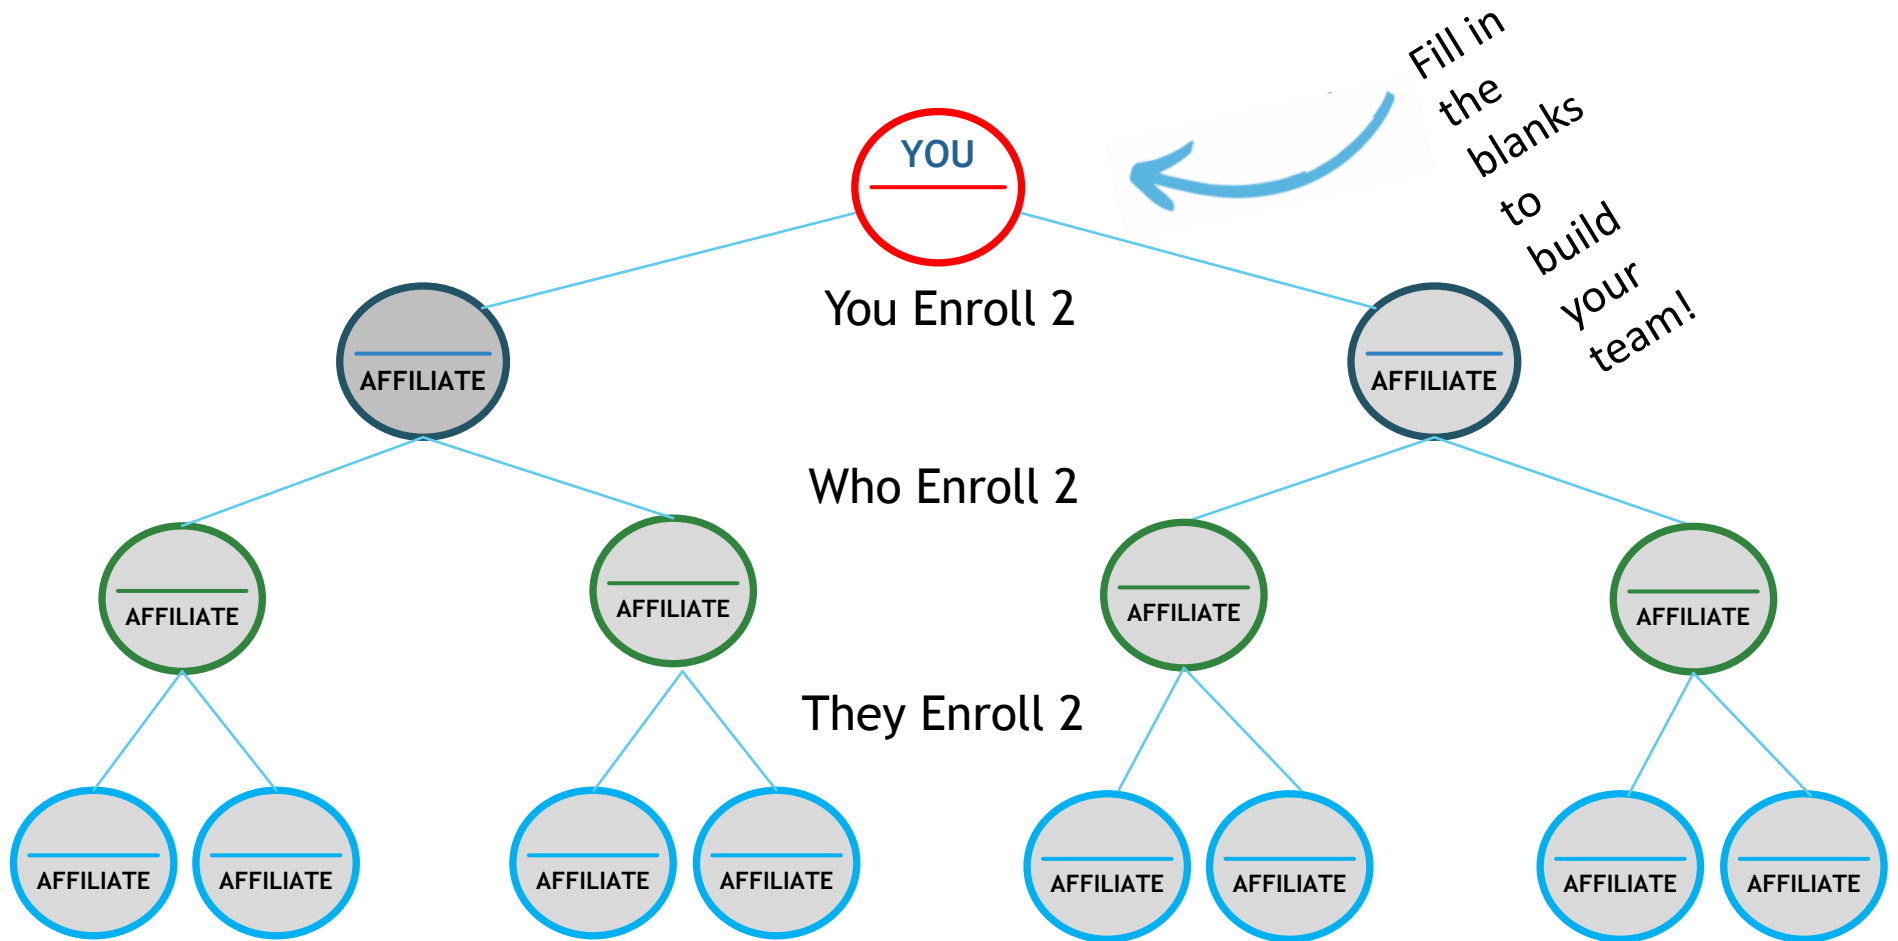 Fill in
the
blanks
to
build
your
team!
YOU
You Enroll 2
AFFILIATE
AFFILIATE
Who Enroll 2
AFFILIATE
AFFILIATE
AFFILIATE
AFFILIATE
They Enroll 2
AFFILIATE
AFFILIATE
AFFILIATE
AFFILIATE
AFFILIATE
AFFILIATE
AFFILIATE
AFFILIATE